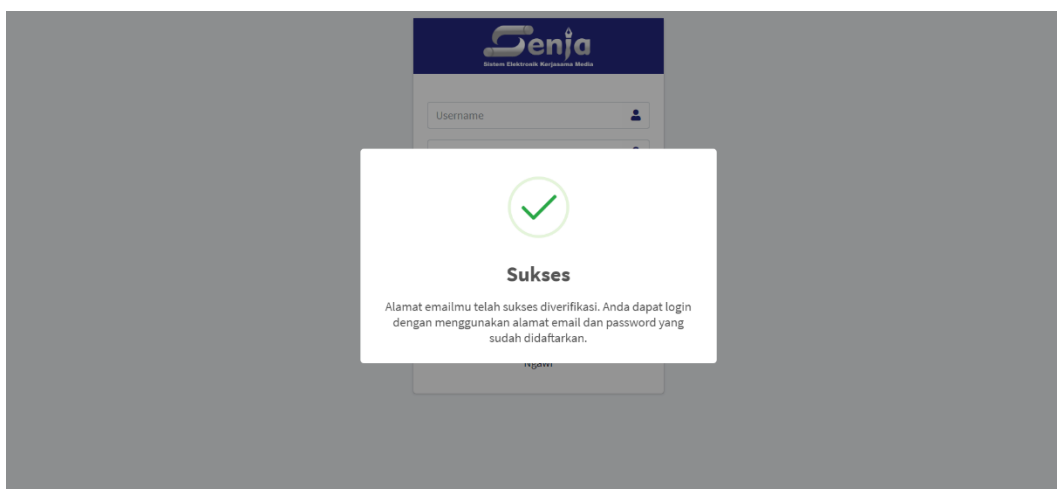 Senja
Sistem Elektronik Kerjasama Media
Username
Sukses
Alamat emailmu telah sukses diverifikasi. Anda dapat login
dengan menggunakan alamat email dan password yang
sudah didaftarkan.
Ngawi